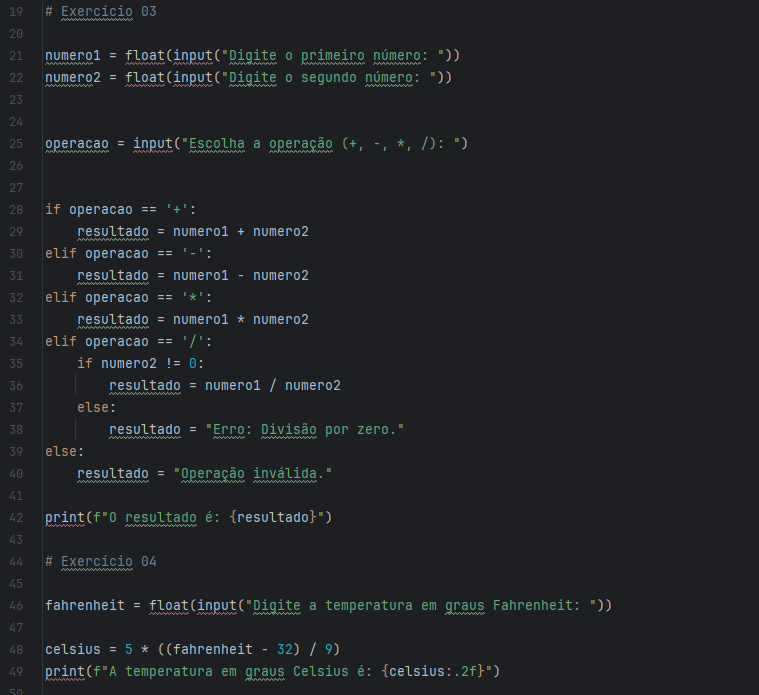 19 # Exercício 03
20
21 numero1 = float(input("Digite o primeiro número: "))
22 numero2 = float(input("Digite o segundo número: "))
23
24
25 operacao = input("Escolha a operação (+, -, *, /): ")
26
27
28 if operacao == '+':
29     resultado = numero1 + numero2
30 elif operacao == '-':
31     resultado = numero1 - numero2
32 elif operacao == '*':
33     resultado = numero1 * numero2
34 elif operacao == '/':
35     if numero2 != 0:
36         resultado = numero1 / numero2
37     else:
38         resultado = "Erro: Divisão por zero."
39 else:
40     resultado = "Operação inválida."
41
42 print(f"O resultado é: {resultado}")
43
44 # Exercício 04
45
46 fahrenheit = float(input("Digite a temperatura em graus Fahrenheit: "))
47
48 celsius = 5 * ((fahrenheit - 32) / 9)
49 print(f"A temperatura em graus Celsius é: {celsius:.2f}")
50